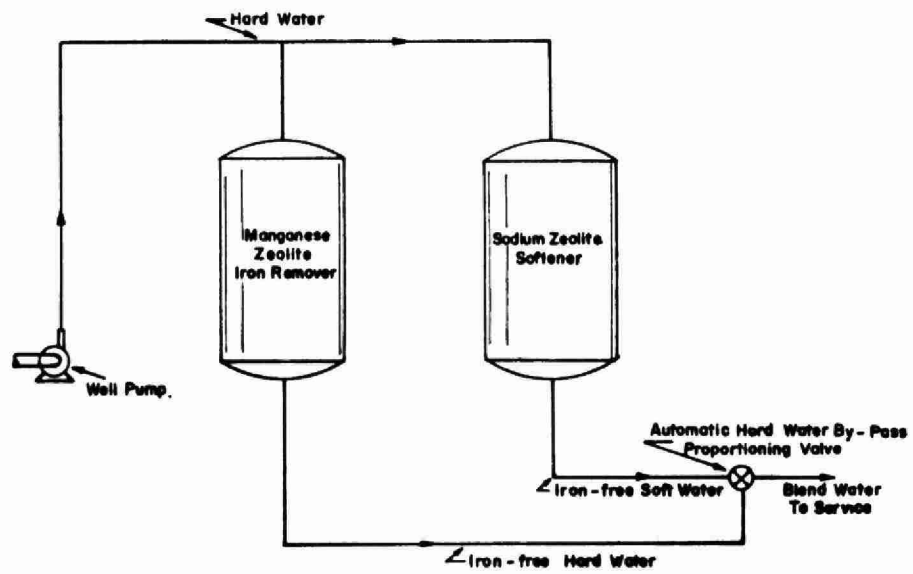 Hard Water
Manganese
Zeolite
Iron Remover
Sodium Zeolite
Softener
Well Pump.
Automatic Hard Water By-Pass
Proportioning Valve
Iron-free Soft Water
Blend Water
To Service
Iron-free Hard Water